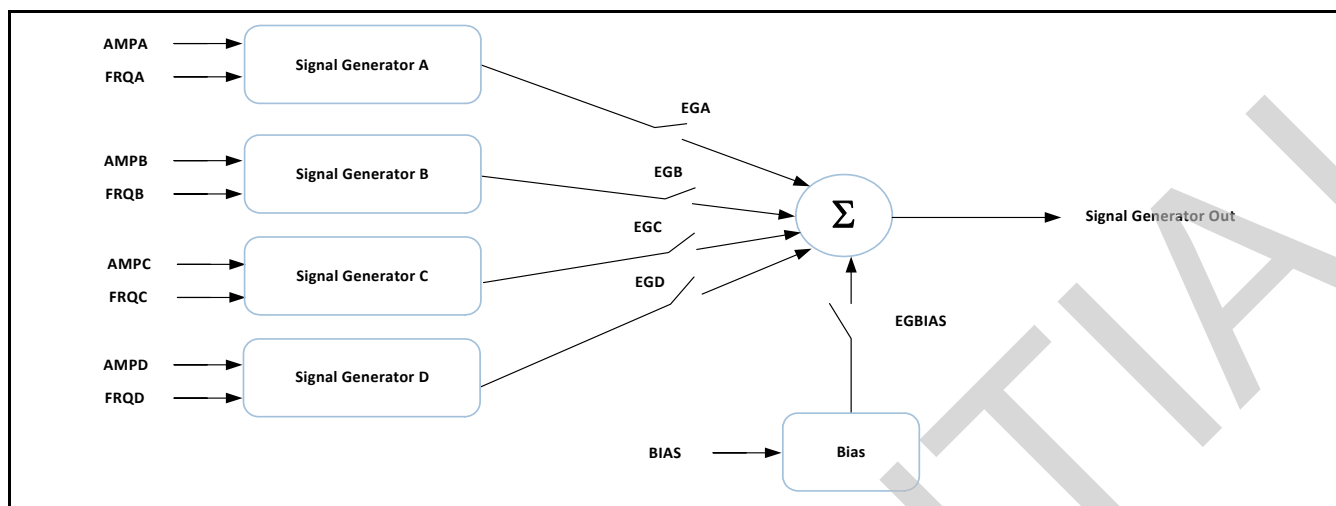 AMPA
FRQA
Signal Generator A
EGA
AMPB
FRQB
Signal Generator B
EGB
EGC
AMPC
FRQC
Signal Generator C
EGD
AMPD
FRQD
Signal Generator D
Σ
Signal Generator Out
EGBIAS
BIAS
Bias
TIAL